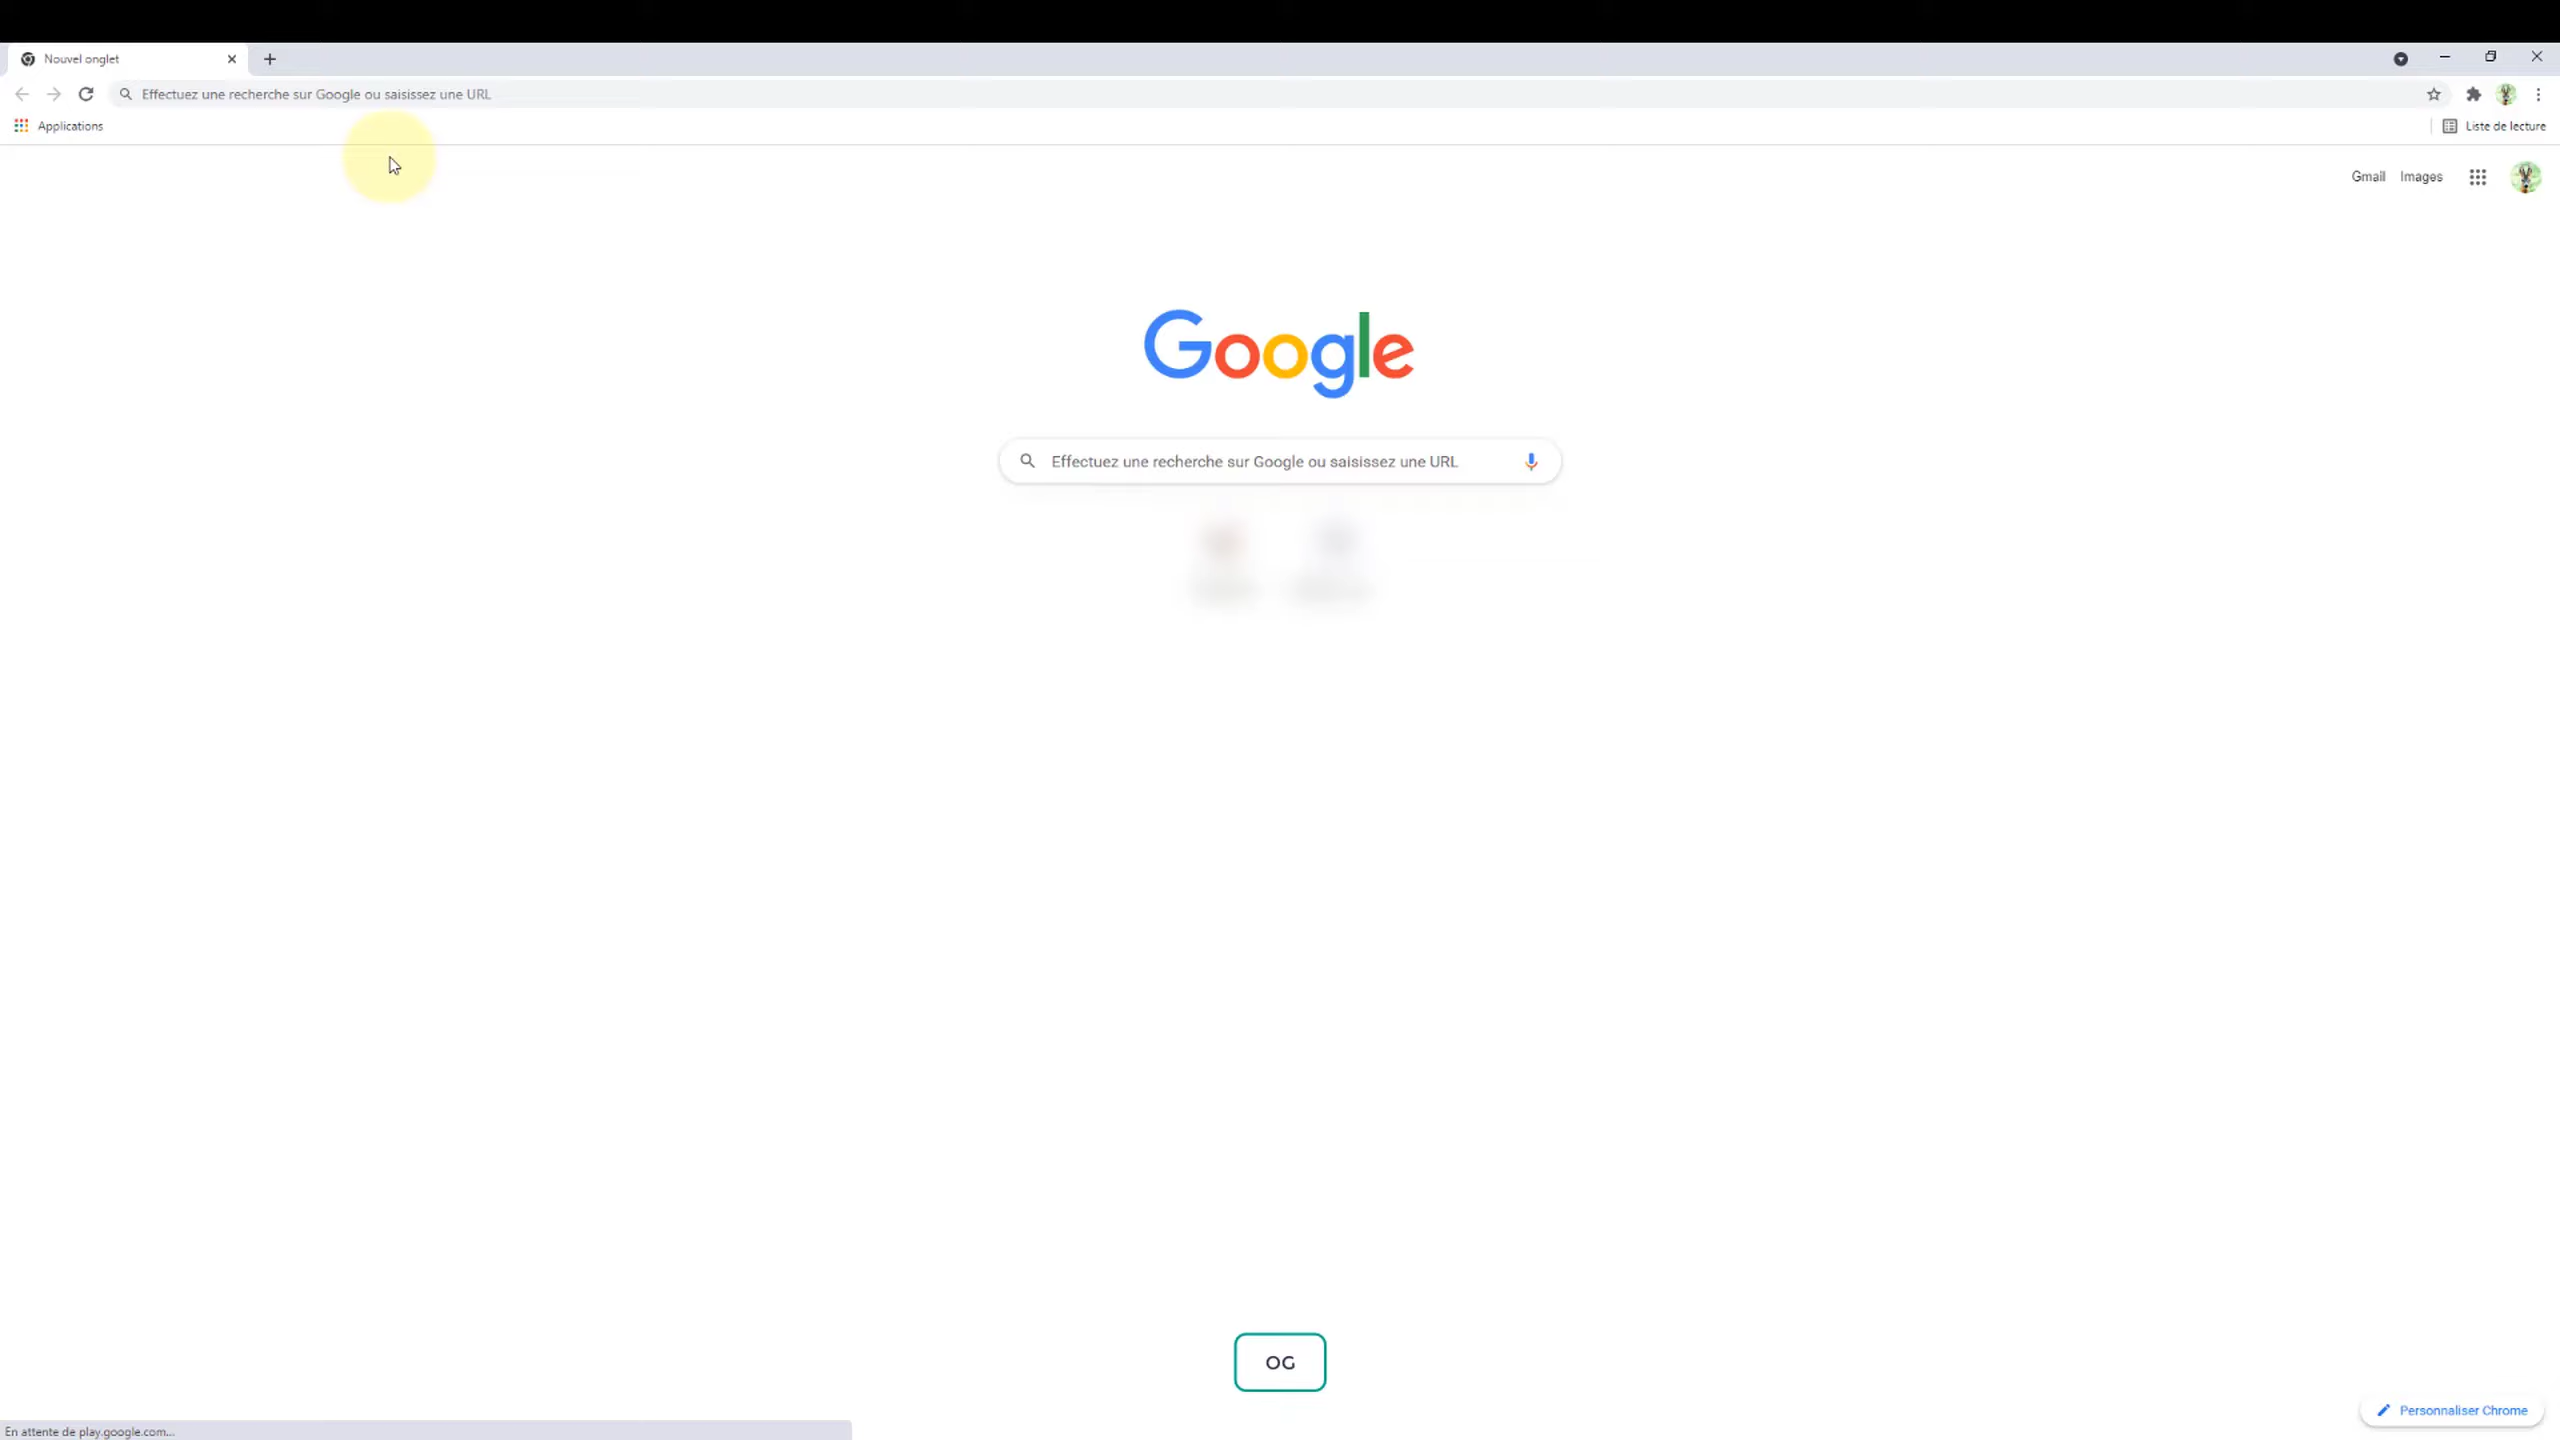 Nouvel onglet
Effectuez une recherche sur Google ou saisissez une URL
Applications
Liste de lecture
Gmail Images
Google
Effectuez une recherche sur Google ou saisissez une URL
OG
Personnaliser Chrome
En attente de play.google.com...